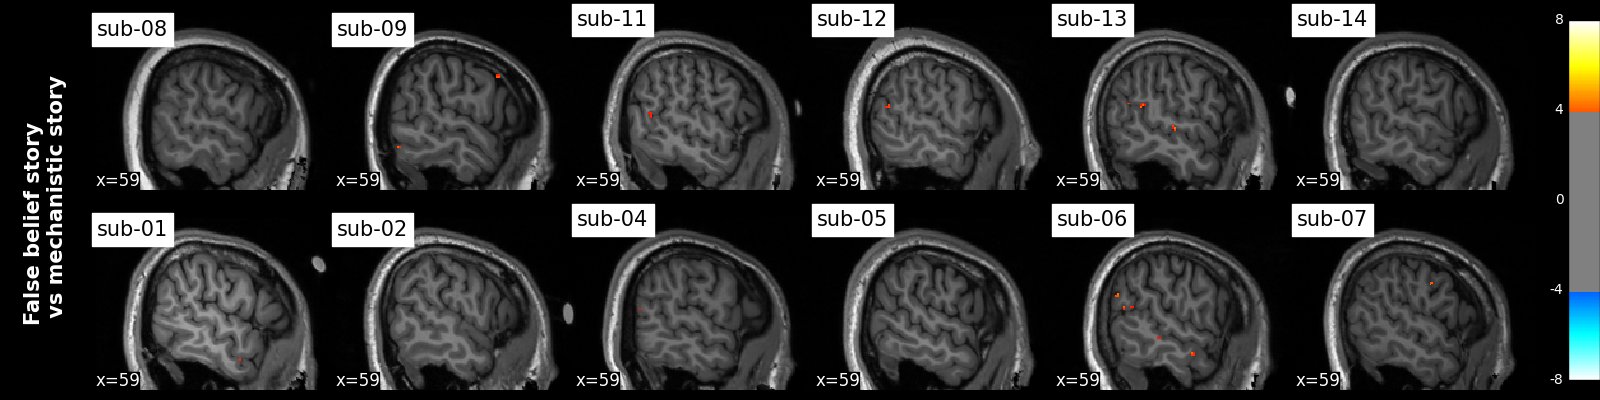 False belief story
vs mechanistic story
sub-08
sub-09
sub-11
sub-12
sub-13
sub-14
x=59
x=59
x=59
x=59
x=59
x=59
sub-01
sub-02
sub-04
sub-05
sub-06
sub-07
x=59
x=59
x=59
x=59
x=59
x=59
8
4
0
-4
-8